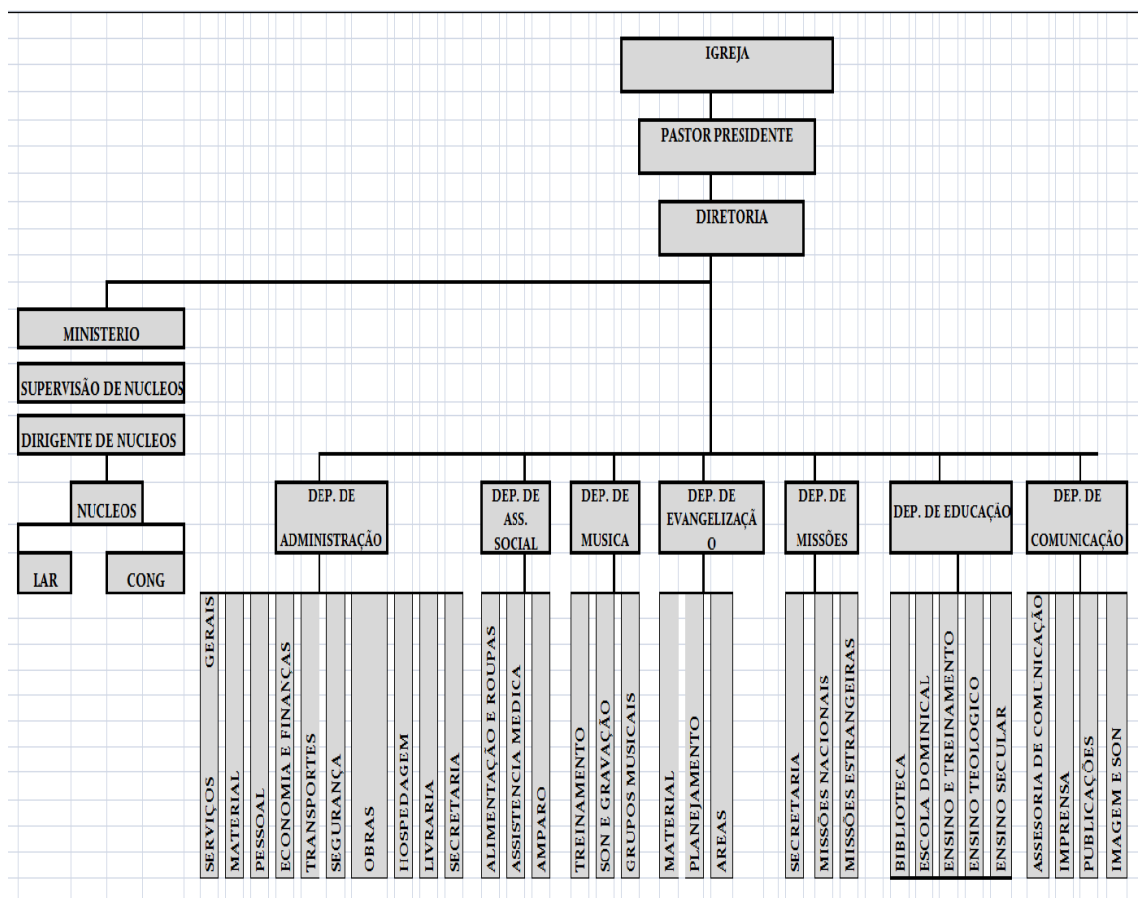 IGREJA
PASTOR PRESIDENTE
DIRETORIA
MINISTERIO
SUPERVISÃO DE NUCLEOS
DIRIGENTE DE NUCLEOS
NUCLEOS
LAR
CONG
DEP. DE
ADMINISTRAÇÃO
DEP. DE
ASS.
SOCIAL
DEP. DE
MUSICA
DEP. DE
EVANGELIZAÇÃ
O
DEP. DE
MISSÕES
DEP. DE EDUCAÇÃO
DEP. DE
COMUNICAÇÃO
SERVIÇOS GERAIS
MATERIAL
PESSOAL
ECONOMIA E FINANÇAS
TRANSPORTES
SEGURANÇA
OBRAS
HOSPEDAGEM
LIVRARIA
SECRETARIA
ALIMENTAÇÃO E ROUPAS
ASSISTENCIA MEDICA
AMPARO
TREINAMENTO
SON E GRAVAÇÃO
GRUPOS MUSICAIS
MATERIAL
PLANEJAMENTO
AREAS
SECRETARIA
MISSÕES NACIONAIS
MISSÕES ESTRANGEIRAS
BIBLIOTECA
ESCOLA DOMINICAL
ENSINO E TREINAMENTO
ENSINO TEOLOGICO
ENSINO SECULAR
ASSESORIA DE COMUNICAÇÃO
IMPRENSA
PUBLICAÇÕES
IMAGEM E SON